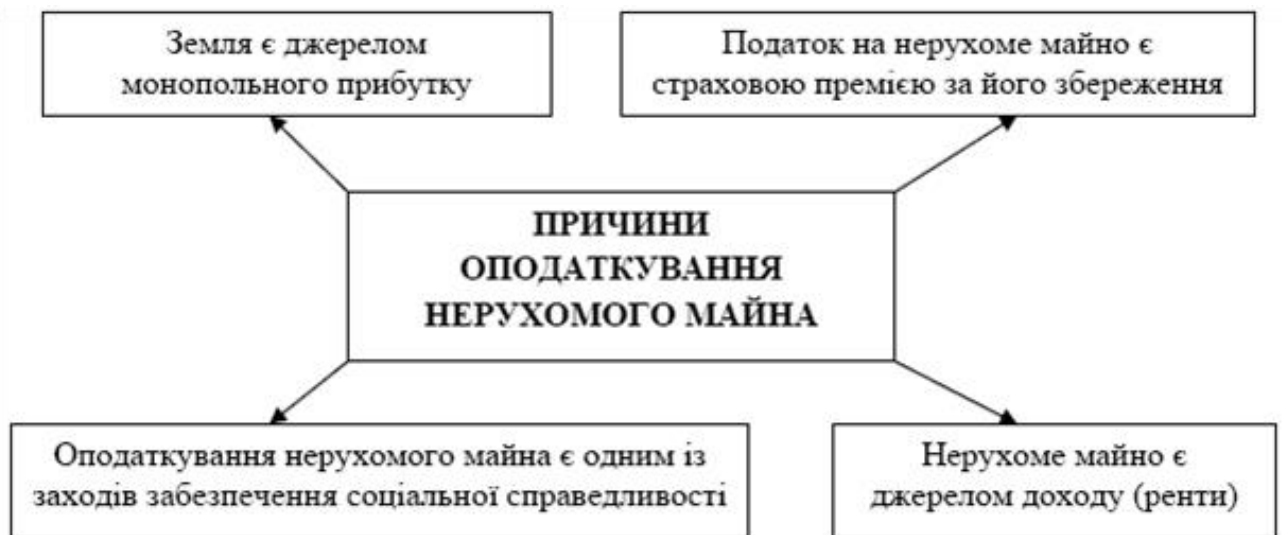 Земля є джерелом
монопольного прибутку
Податок на нерухоме майно є
страховою премією за його збереження
ПРИЧИНИ
ОПОДАТКУВАННЯ
НЕРУХОМОГО МАЙНА
Оподаткування нерухомого майна є одним із
заходів забезпечення соціальної справедливості
Нерухоме майно є
джерелом доходу (ренти)